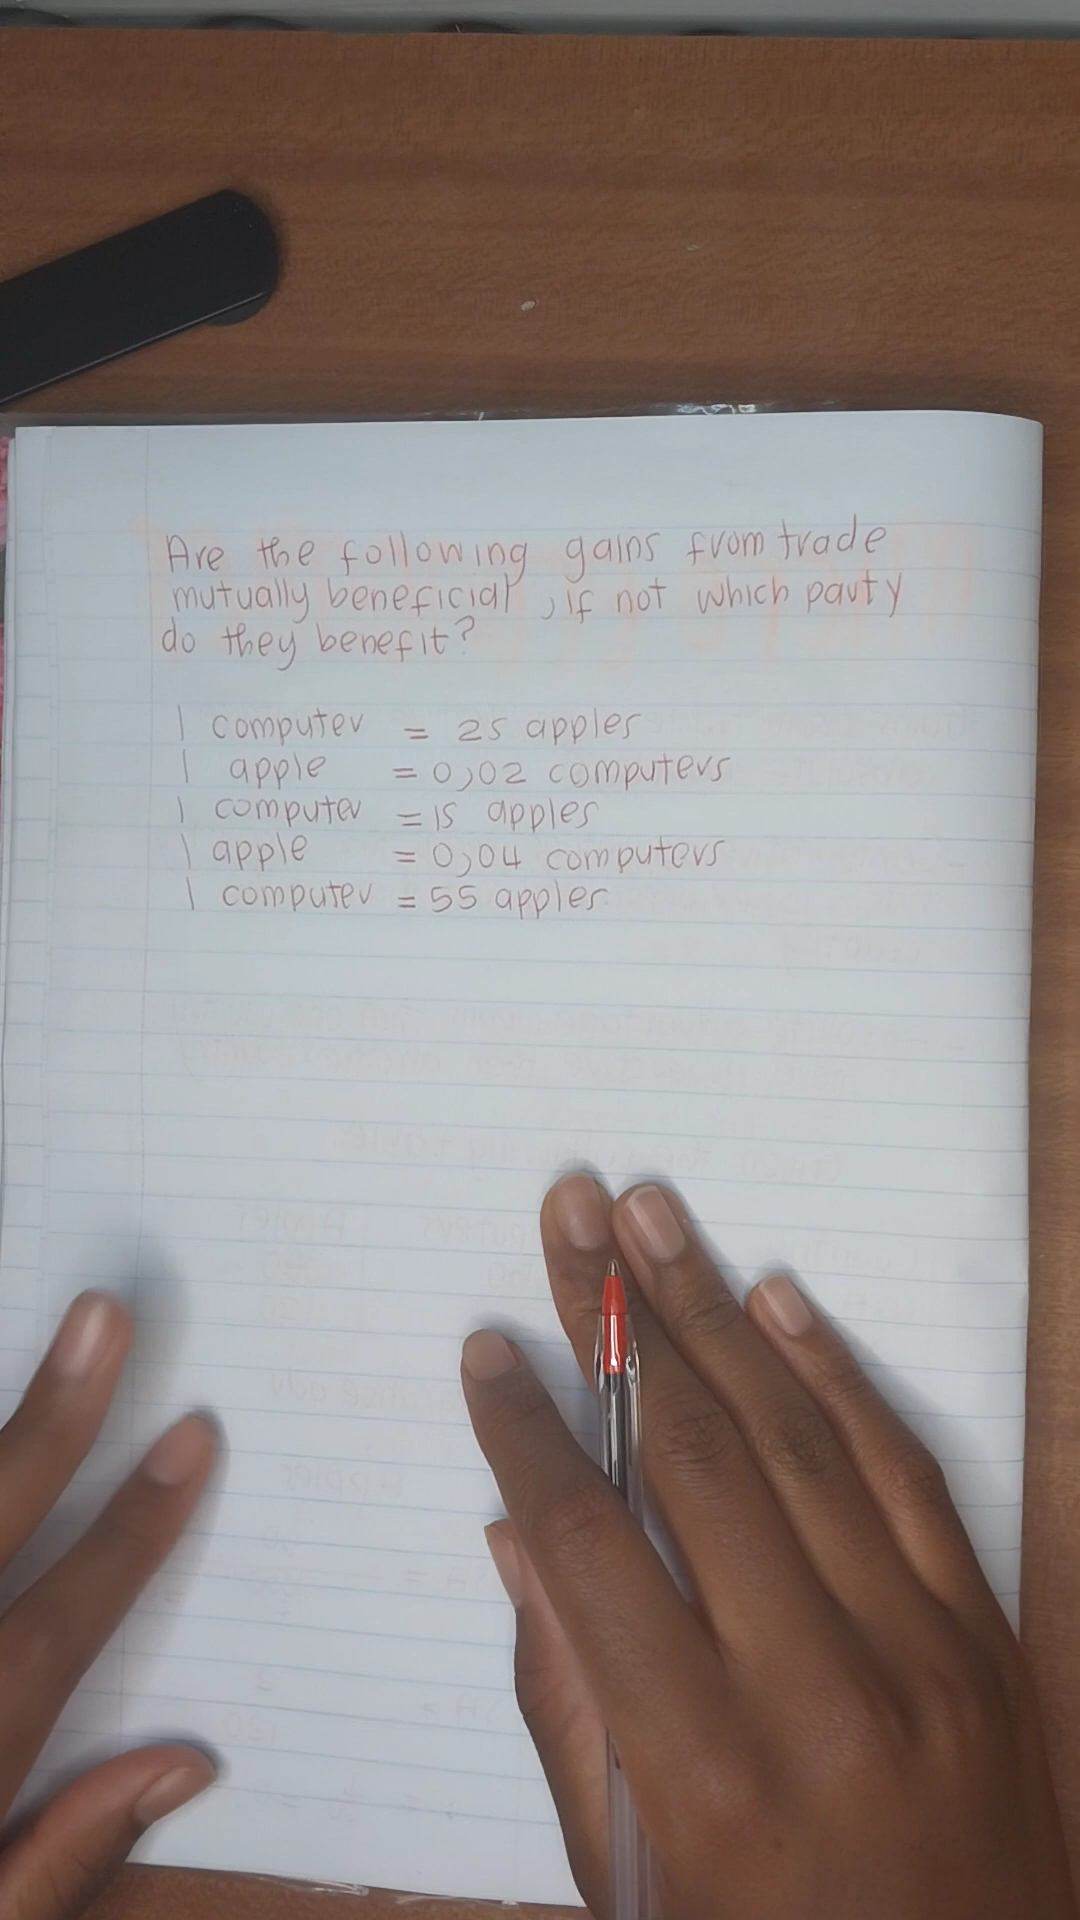 Are the following gains from trade
mutually beneficial, if not which party
do they benefit?
1 computer = 25 apples
1 apple = 0,02 computers
1 computer = 15 apples
1 apple = 0,04 computers
1 computer = 55 apples